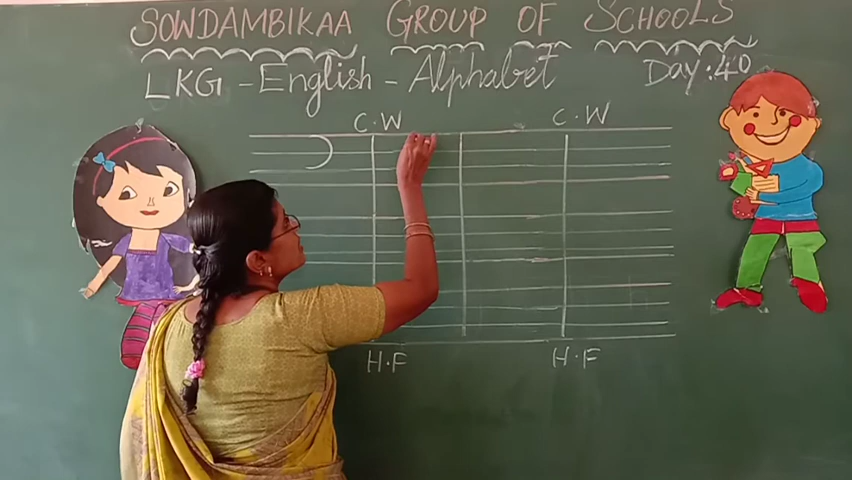 SOWDAMBIKAA GROUP OF SCHOOLS
LKG - English - Alphabet Day: 40
C.W C.W
H.F H.F